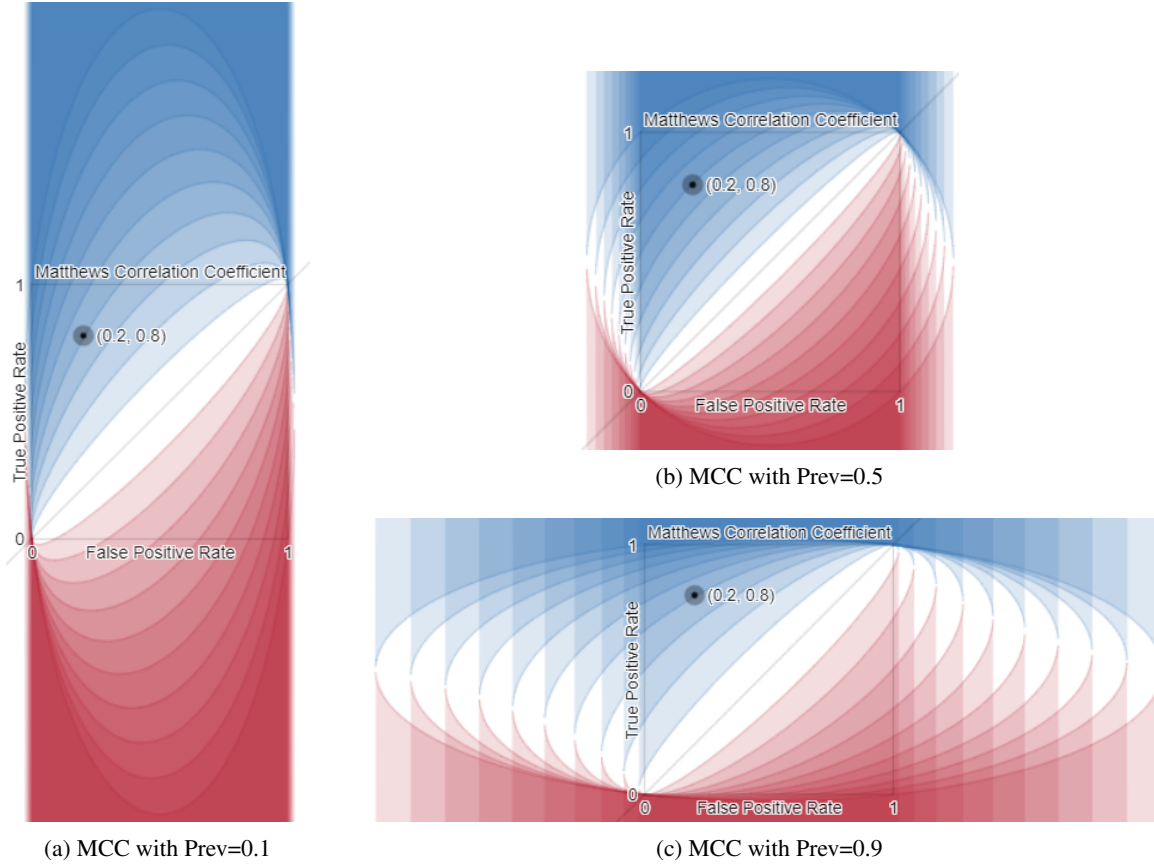 Matthews Correlation Coefficient
1
(0.2, 0.8)
True Positive Rate
0
0
False Positive Rate
1
(a) MCC with Prev=0.1
Matthews Correlation Coefficient
1
(0.2, 0.8)
True Positive Rate
0
0
False Positive Rate
1
(b) MCC with Prev=0.5
Matthews Correlation Coefficient
1
(0.2, 0.8)
True Positive Rate
0
0
False Positive Rate
1
(c) MCC with Prev=0.9